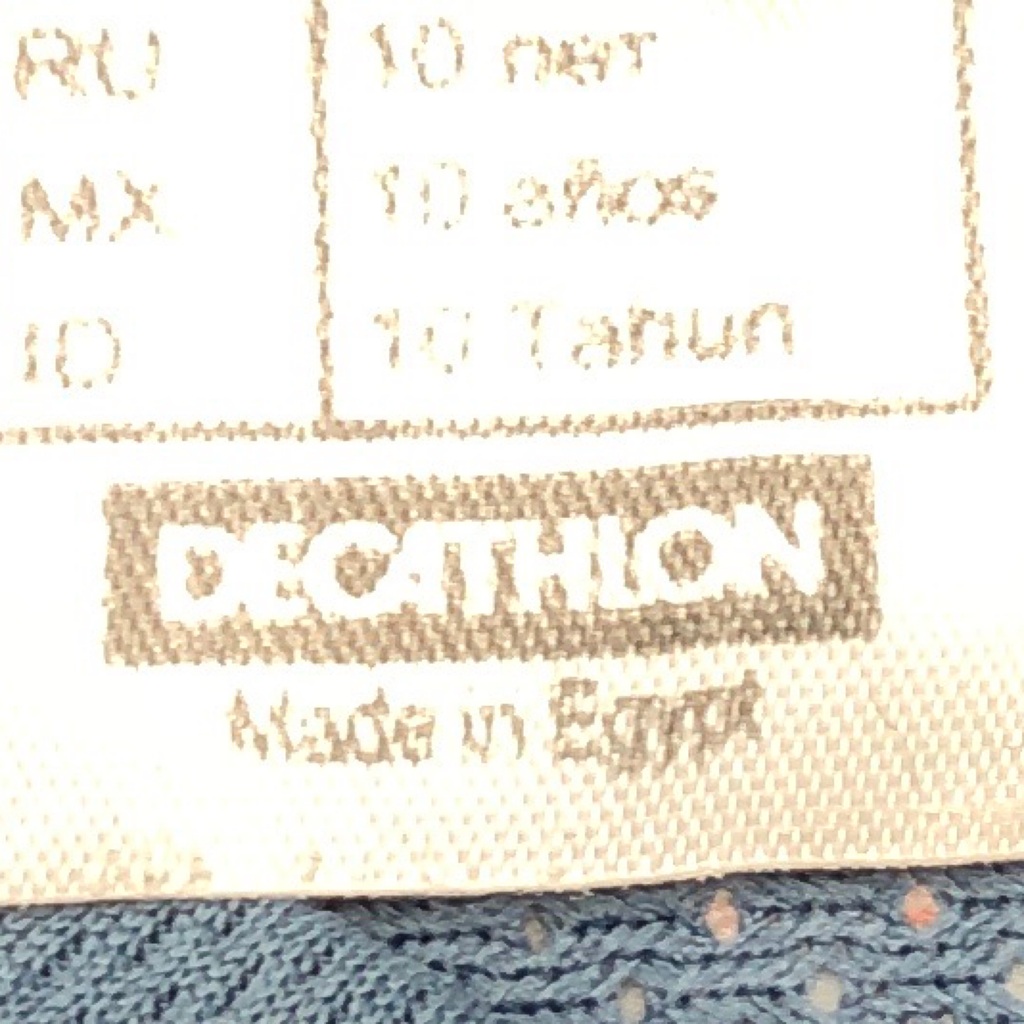 RU 10 лет
MX 10 años
ID 10 Tahun
DECATHLON
Made in Egypt